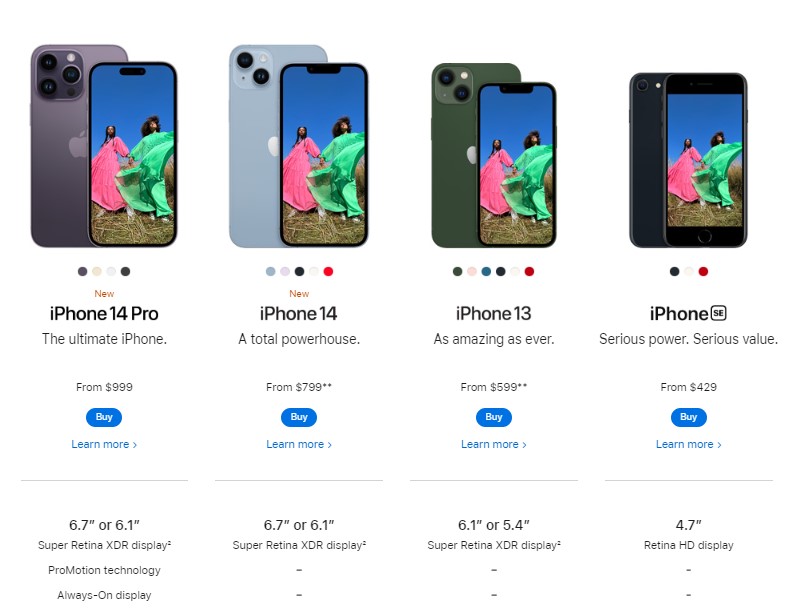 New
iPhone 14 Pro
The ultimate iPhone.
From $999
Buy
Learn more >
6.7” or 6.1”
Super Retina XDR display²
ProMotion technology
Always-On display
New
iPhone 14
A total powerhouse.
From $799**
Buy
Learn more >
6.7” or 6.1”
Super Retina XDR display²
–
–
iPhone 13
As amazing as ever.
From $599**
Buy
Learn more >
6.1” or 5.4”
Super Retina XDR display²
–
–
iPhone SE
Serious power. Serious value.
From $429
Buy
Learn more >
4.7”
Retina HD display
-
-